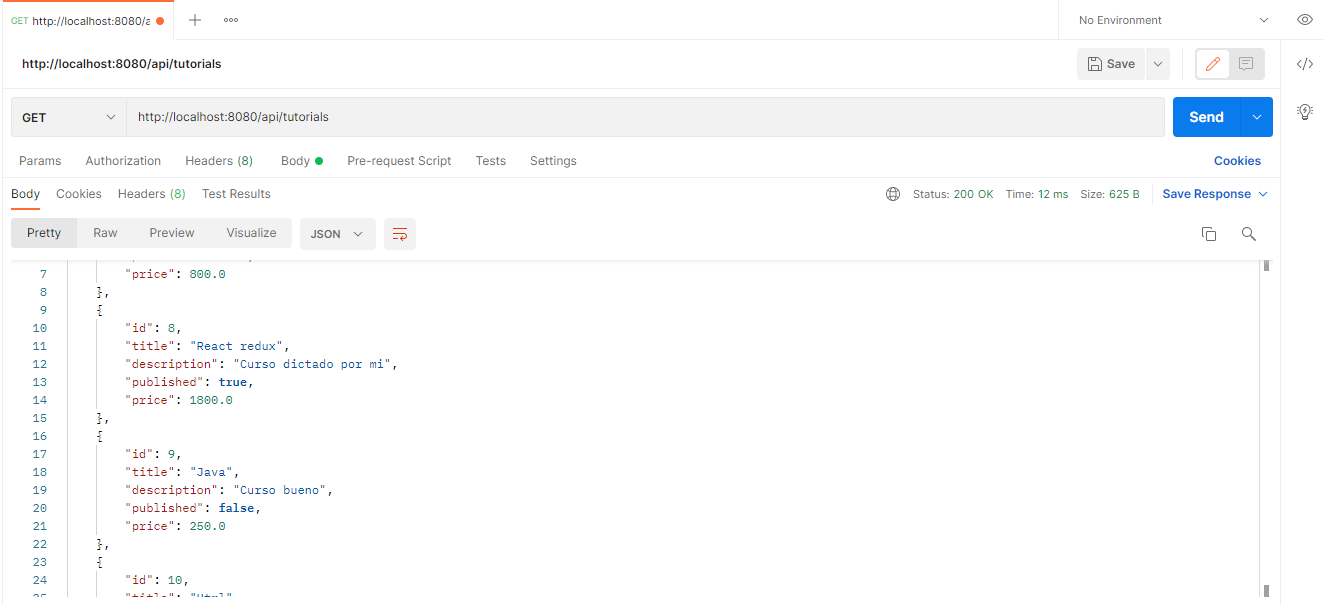 GET http://localhost:8080/a
No Environment
http://localhost:8080/api/tutorials
Save
GET http://localhost:8080/api/tutorials
Send
Params Authorization Headers (8) Body Pre-request Script Tests Settings Cookies
Body Cookies Headers (8) Test Results Status: 200 OK Time: 12 ms Size: 625 B Save Response
Pretty Raw Preview Visualize JSON
7 "price": 800.0
8 },
9 {
10 "id": 8,
11 "title": "React redux",
12 "description": "Curso dictado por mi",
13 "published": true,
14 "price": 1800.0
15 },
16 {
17 "id": 9,
18 "title": "Java",
19 "description": "Curso bueno",
20 "published": false,
21 "price": 250.0
22 },
23 {
24 "id": 10,
25 "title": "Html"